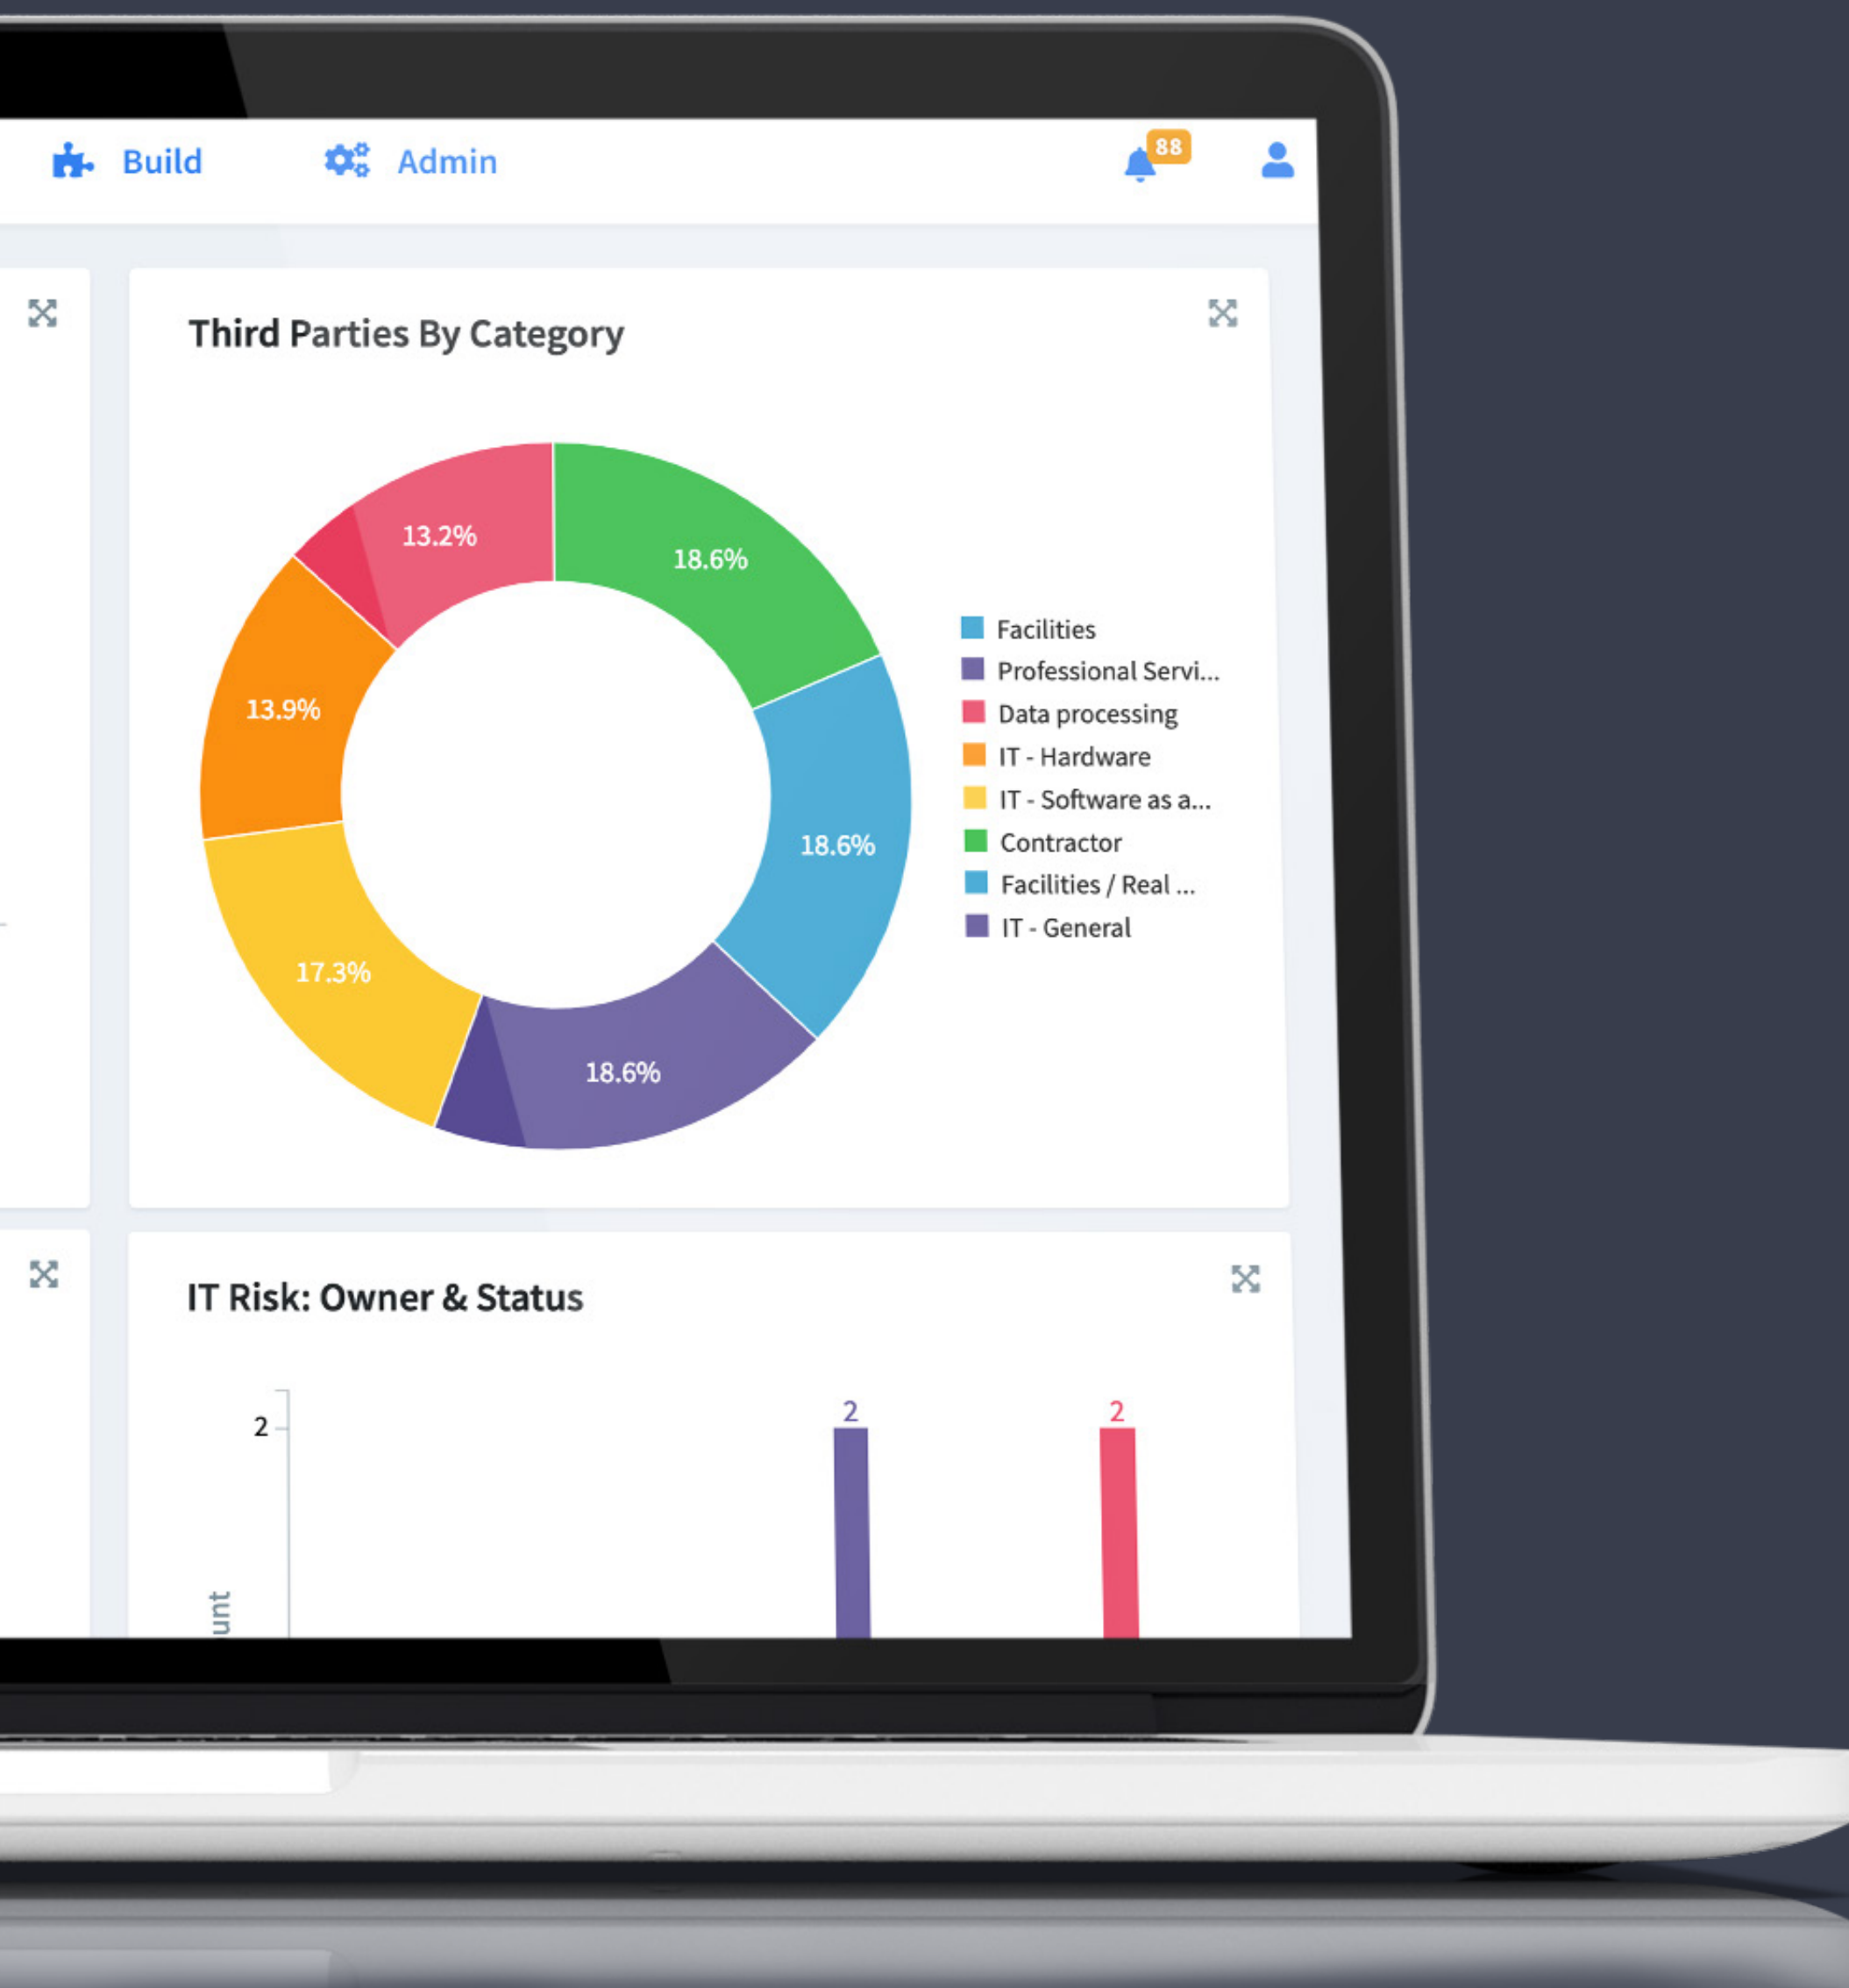 Build Admin 88
Third Parties By Category
13.2%
18.6%
13.9%
18.6%
17.3%
18.6%
Facilities
Professional Servi...
Data processing
IT - Hardware
IT - Software as a...
Contractor
Facilities / Real ...
IT - General
IT Risk: Owner & Status
2
2
2
unt